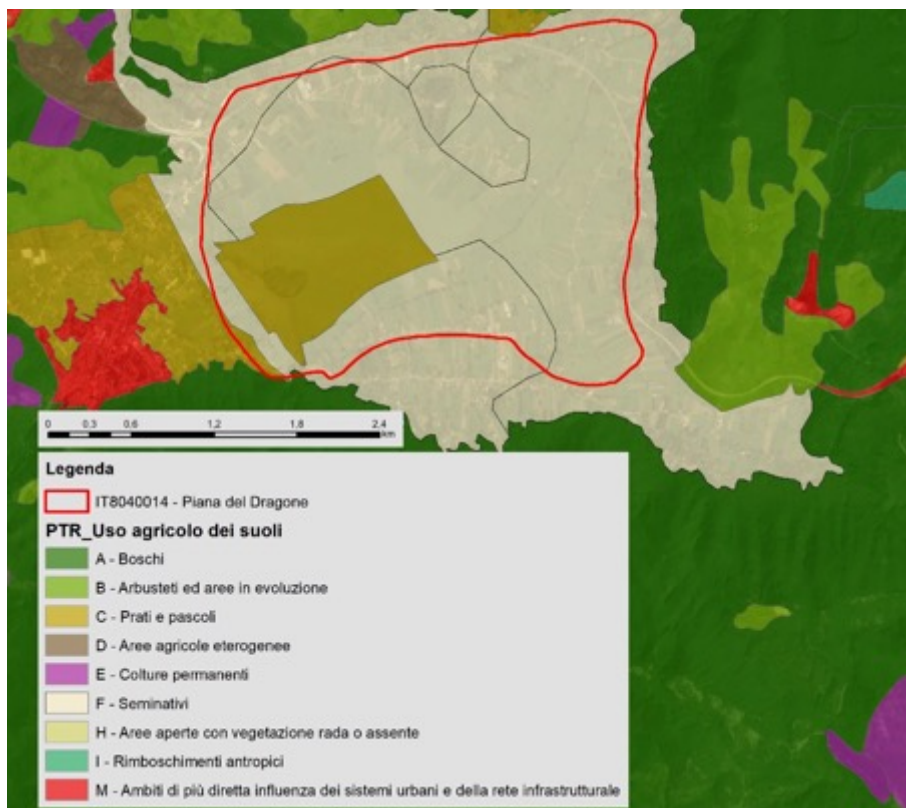 0 0.3 0.6 1.2 1.8 2.4
km
Legenda
IT8040014 - Piana del Dragone
PTR_Uso agricolo dei suoli
A - Boschi
B - Arbusteti ed aree in evoluzione
C - Prati e pascoli
D - Aree agricole eterogenee
E - Colture permanenti
F - Seminativi
H - Aree aperte con vegetazione rada o assente
I - Rimboschimenti antropici
M - Ambiti di più diretta influenza dei sistemi urbani e della rete infrastrutturale